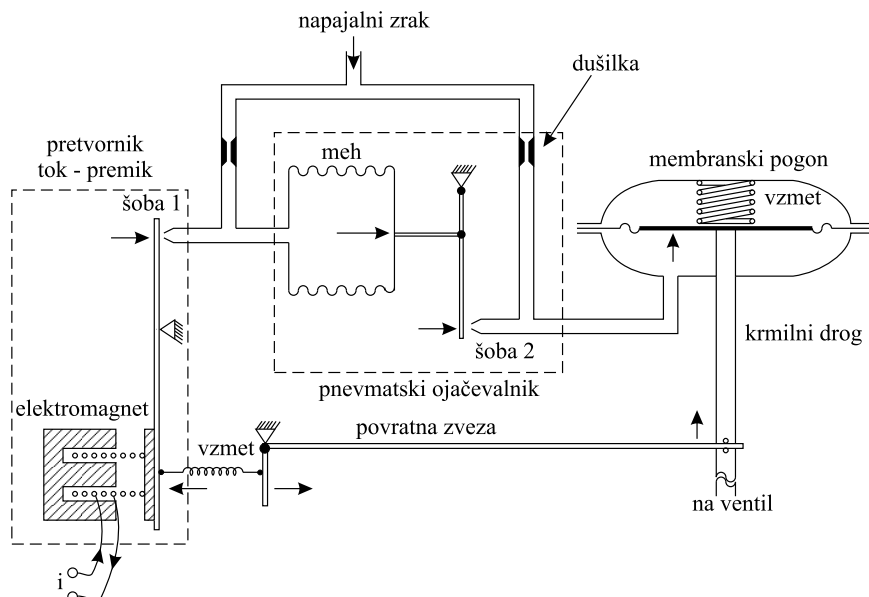 napajalni zrak
dušilka
pretvornik
tok - premik
meh
membranski pogon
vzmet
šoba 1
šoba 2
krmilni drog
pnevmatski ojačevalnik
elektromagnet
vzmet
povratna zveza
na ventil
i